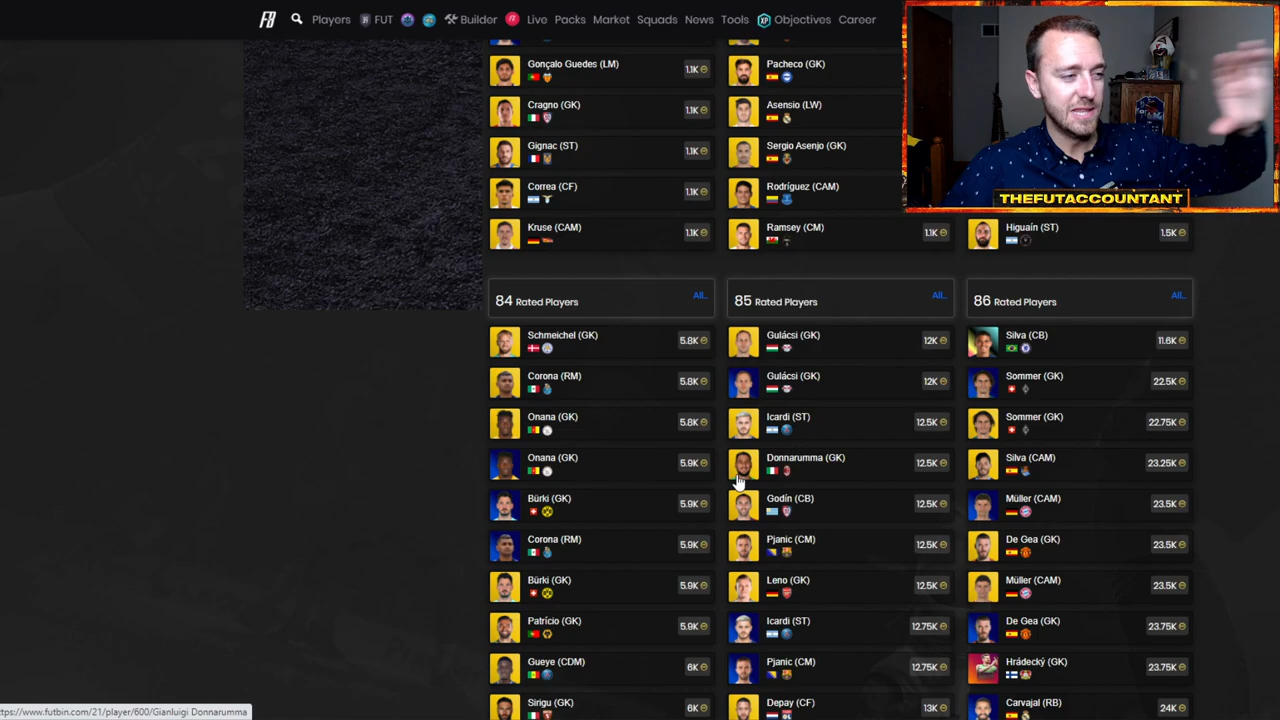 FB Players FUT Builder Live Packs Market Squads News Tools XP Objectives Career
THEFUTACCOUNTANT
Gonçalo Guedes (LM) 1.1K
Cragno (GK) 1.1K
Gignac (ST) 1.1K
Correa (CF) 1.1K
Kruse (CAM) 1.1K
Pacheco (GK)
Asensio (LW)
Sergio Asenjo (GK)
Rodríguez (CAM)
Ramsey (CM) 1.1K
Higuaín (ST) 1.5K
84 Rated Players All..
Schmeichel (GK) 5.8K
Corona (RM) 5.8K
Onana (GK) 5.8K
Onana (GK) 5.9K
Bürki (GK) 5.9K
Corona (RM) 5.9K
Bürki (GK) 5.9K
Patrício (GK) 5.9K
Gueye (CDM) 6K
Sirigu (GK) 6K
85 Rated Players All..
Gulácsi (GK) 12K
Gulácsi (GK) 12K
Icardi (ST) 12.5K
Donnarumma (GK) 12.5K
Godín (CB) 12.5K
Pjanic (CM) 12.5K
Leno (GK) 12.5K
Icardi (ST) 12.75K
Pjanic (CM) 12.75K
Depay (CF) 13K
86 Rated Players All..
Silva (CB) 11.6K
Sommer (GK) 22.5K
Sommer (GK) 22.75K
Silva (CAM) 23.25K
Müller (CAM) 23.5K
De Gea (GK) 23.5K
Müller (CAM) 23.5K
De Gea (GK) 23.75K
Hrádecký (GK) 23.75K
Carvajal (RB) 24K
ttps://www.futbin.com/21/player/600/Gianluigi Donnarumma